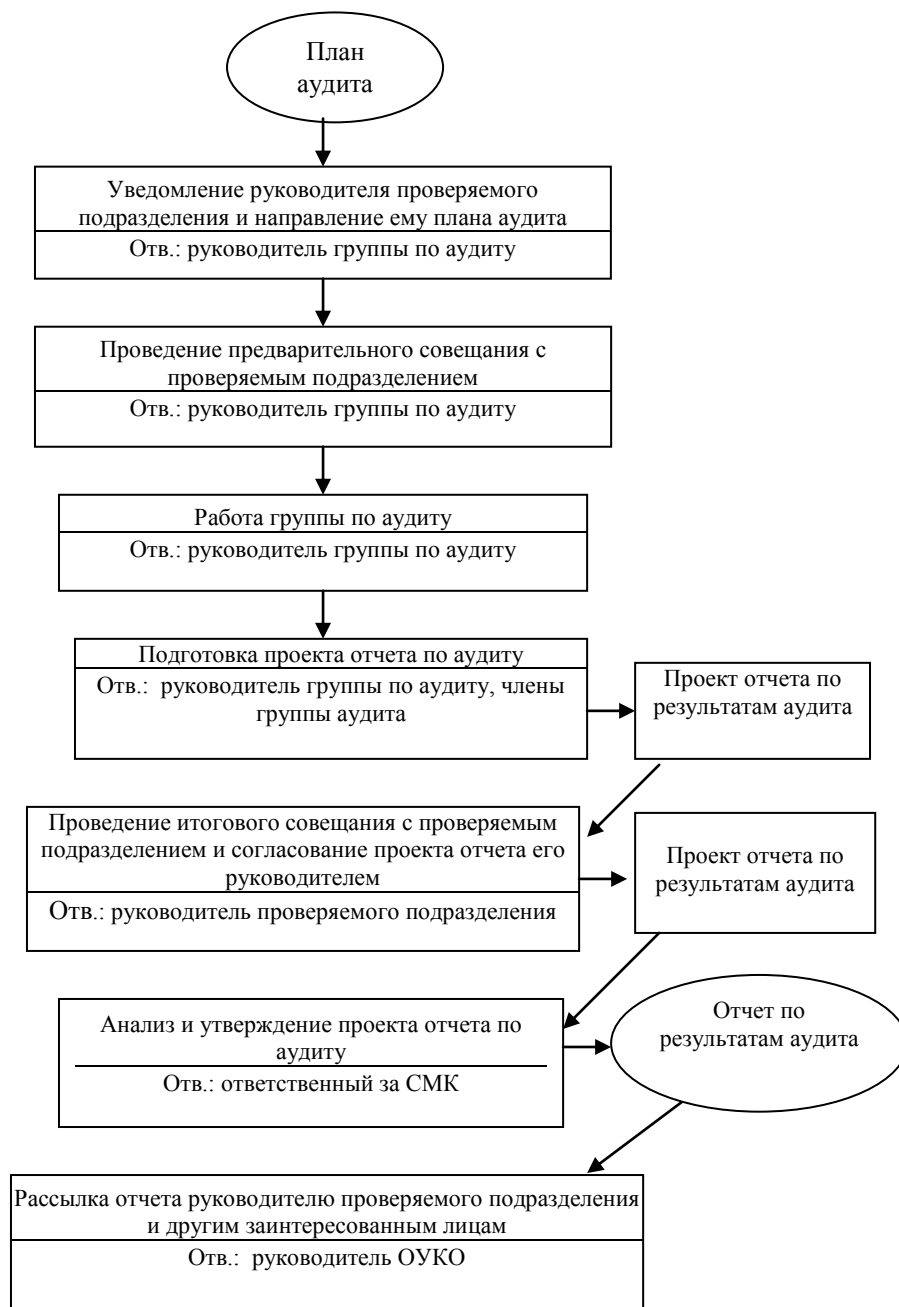 План
аудита
Уведомление руководителя проверяемого
подразделения и направление ему плана аудита
Отв.: руководитель группы по аудиту
Проведение предварительного совещания с
проверяемым подразделением
Отв.: руководитель группы по аудиту
Работа группы по аудиту
Отв.: руководитель группы по аудиту
Подготовка проекта отчета по аудиту
Отв.: руководитель группы по аудиту, члены
группы аудита
Проект отчета по
результатам аудита
Проведение итогового совещания с проверяемым
подразделением и согласование проекта отчета его
руководителем
Отв.: руководитель проверяемого подразделения
Проект отчета по
результатам аудита
Анализ и утверждение проекта отчета по
аудиту
Отв.: ответственный за СМК
Отчет по
результатам аудита
Рассылка отчета руководителю проверяемого подразделения
и другим заинтересованным лицам
Отв.: руководитель ОУКО